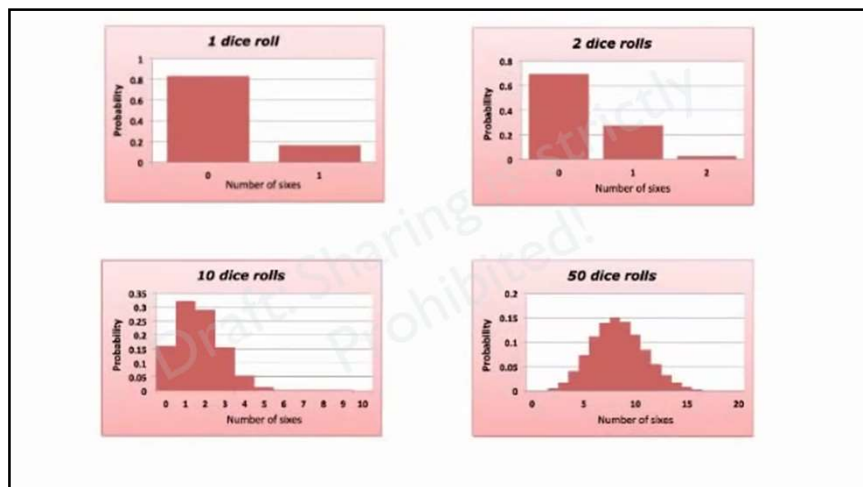 1 dice roll
1
0.8
0.6
0.4
0.2
0
Probability
0 1
Number of sixes
2 dice rolls
0.8
0.6
0.4
0.2
0
Probability
0 1 2
Number of sixes
10 dice rolls
0.35
0.3
0.25
0.2
0.15
0.1
0.05
0
Probability
0 1 2 3 4 5 6 7 8 9 10
Number of sixes
50 dice rolls
0.2
0.15
0.1
0.05
0
Probability
0 5 10 15 20
Number of sixes
Draft! Sharing is strictly
Prohibited!